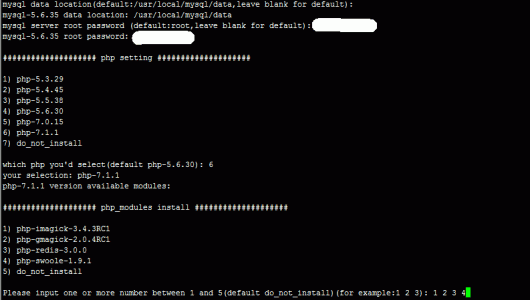 mysql data location(default:/usr/local/mysql/data,leave blank for default):
mysql-5.6.35 data location: /usr/local/mysql/data
mysql server root password (default:root,leave blank for default):
mysql-5.6.35 root password:
#################### php setting ####################
1) php-5.3.29
2) php-5.4.45
3) php-5.5.38
4) php-5.6.30
5) php-7.0.15
6) php-7.1.1
7) do_not_install
which php you'd select(default php-5.6.30): 6
your selection: php-7.1.1
php-7.1.1 version available modules:
#################### php_modules install ####################
1) php-imagick-3.4.3RC1
2) php-gmagick-2.0.4RC1
3) php-redis-3.0.0
4) php-swoole-1.9.1
5) do_not_install
Please input one or more number between 1 and 5(default do_not_install)(for example:1 2 3): 1 2 3 4